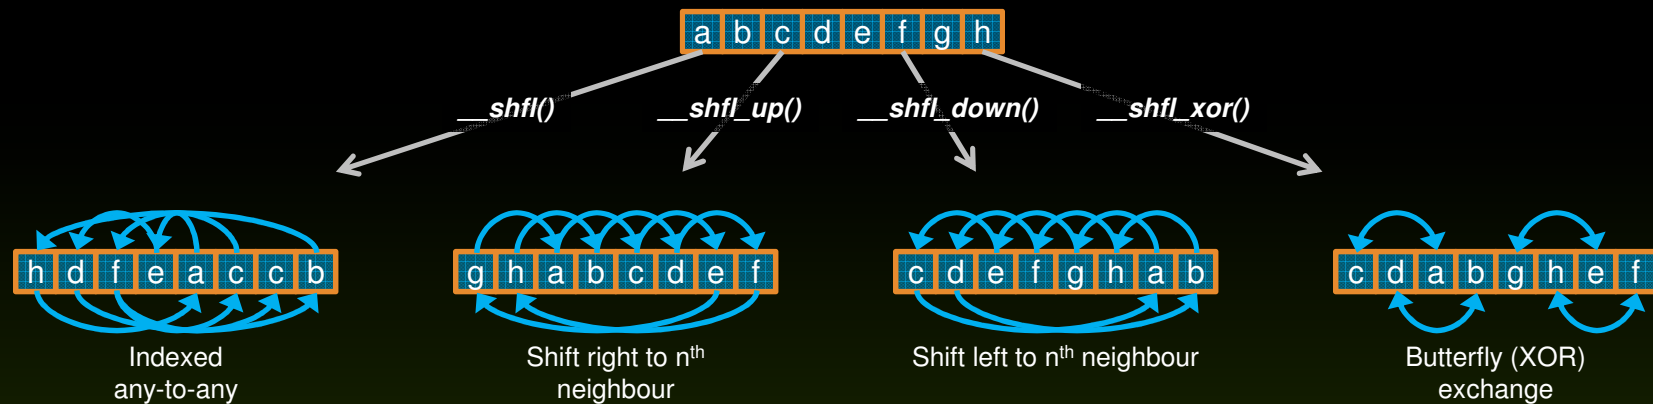 a b c d e f g h
__shfl() __shfl_up() __shfl_down() __shfl_xor()
h d f e a c c b
g h a b c d e f
c d e f g h a b
c d a b g h e f
Indexed
any-to-any
Shift right to nth
neighbour
Shift left to nth neighbour
Butterfly (XOR)
exchange